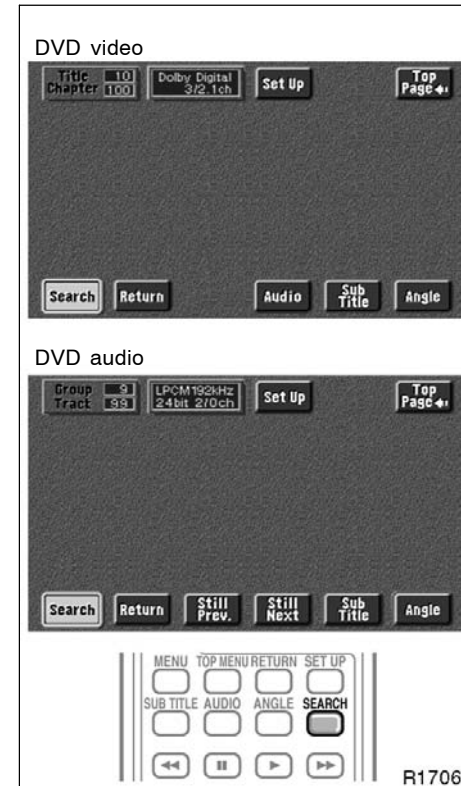 DVD video
Title 10
Chapter 100
Dolby Digital
3/2.1ch
Set Up
Top
Page
Search
Return
Audio
Sub
Title
Angle
DVD audio
Group 9
Track 99
LPCM192kHz
24bit 2/0ch
Set Up
Top
Page
Search
Return
Still
Prev.
Still
Next
Sub
Title
Angle
MENU TOP MENU RETURN SET UP
SUB TITLE AUDIO ANGLE SEARCH
R1706